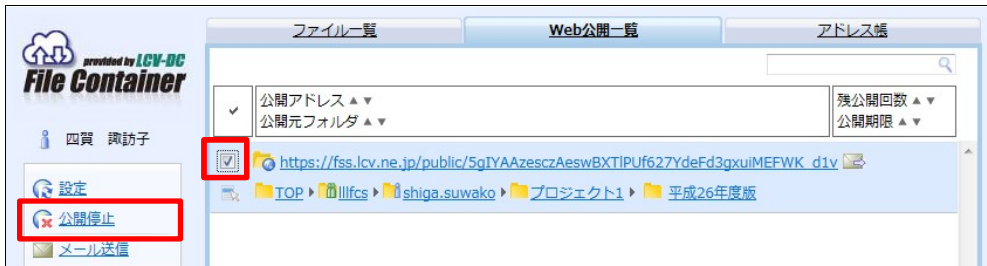 ファイル一覧 Web公開一覧 アドレス帳
provided by LCV-DC
File Container
公開アドレス▲▼ 残公開回数▲▼
公開元フォルダ▲▼ 公開期限▲▼
四賀 諏訪子
https://fss.lcv.ne.jp/public/5gIYAAzesczAeswBXTlPUf627YdeFd3gxuiMEFWK_d1v
設定
TOP lllfcs shiga.suwako プロジェクト1 平成26年度版
公開停止
メール送信